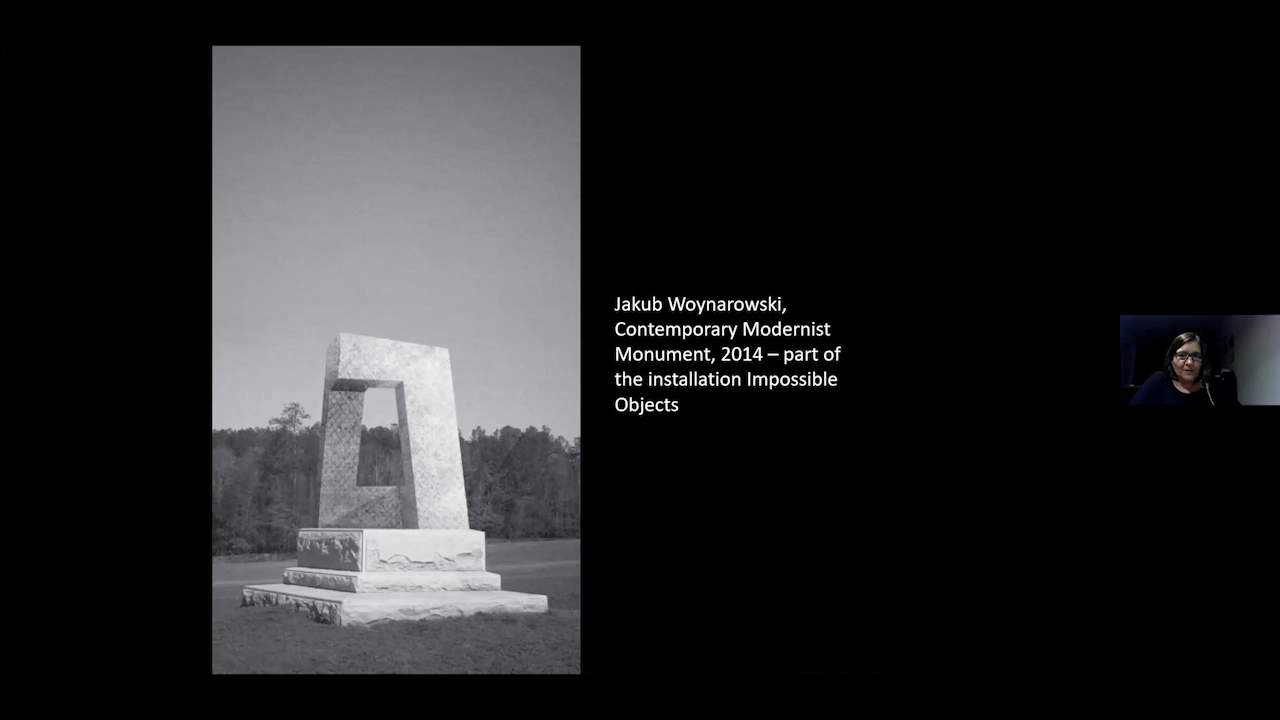 Jakub Woynarowski,
Contemporary Modernist
Monument, 2014 – part of
the installation Impossible
Objects